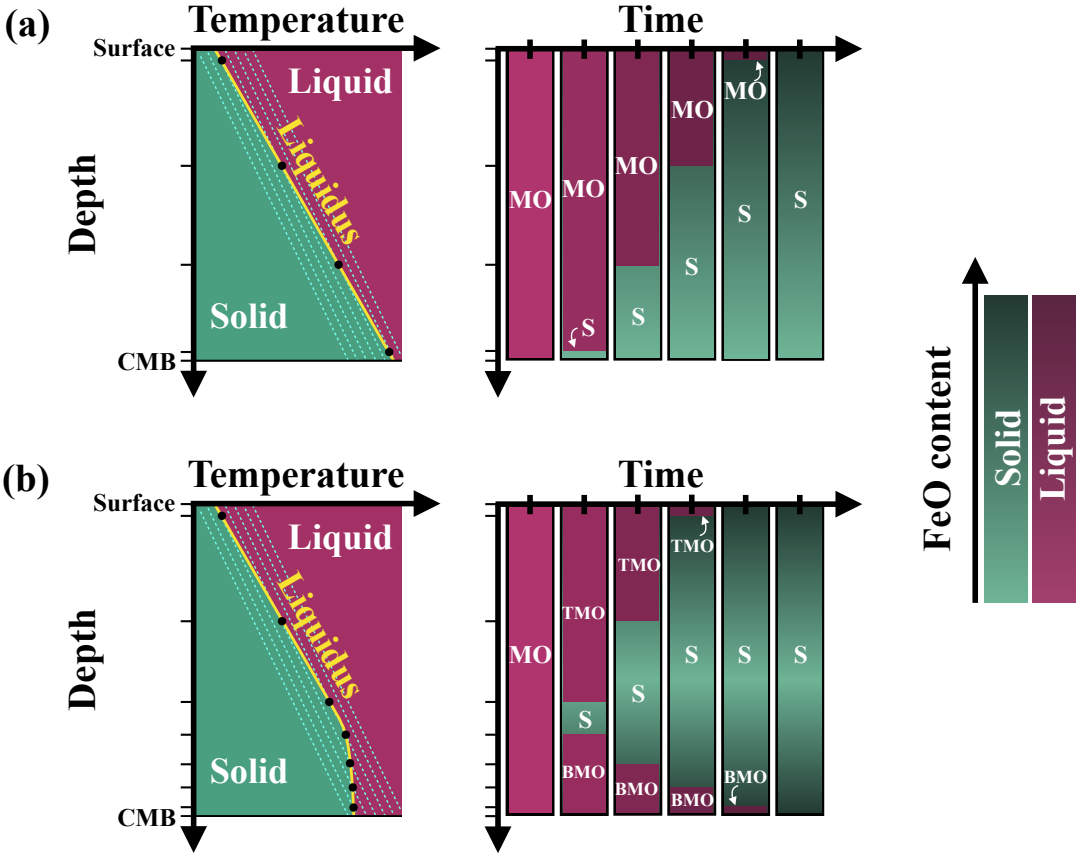 (a)
Temperature
Time
Surface
Liquid
Liquidus
Solid
Depth
CMB
MO
MO
S
MO
S
MO
S
MO
S
S
FeO content
Solid
Liquid
(b)
Temperature
Time
Surface
Liquid
Liquidus
Solid
Depth
CMB
MO
TMO
S
BMO
TMO
S
BMO
TMO
S
BMO
S
BMO
S